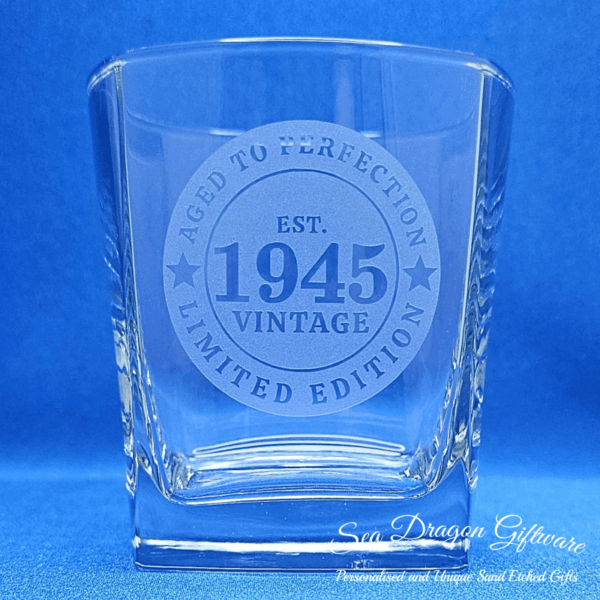 AGED TO PERFECTION
EST.
1945
VINTAGE
LIMITED EDITION
Sea Dragon Giftware
Personalised and Unique Sand Etched Gifts